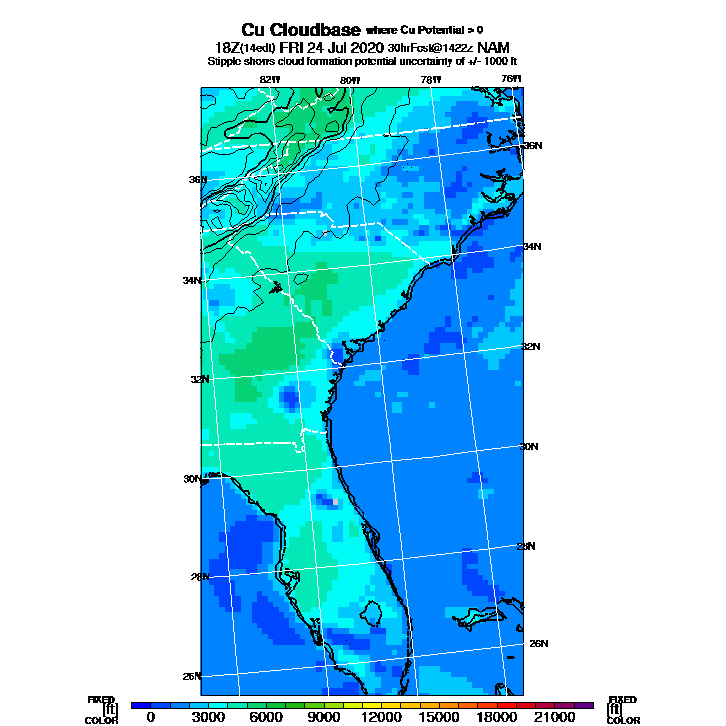 Cu Cloudbase where Cu Potential > 0
18Z(14edt) FRI 24 Jul 2020 30hrFcst@1422z NAM
Stipple shows cloud formation potential uncertainty of +/- 1000 ft
82W 80W 78W 76W
36N
36N
34N
34N
32N
32N
30N
30N
28N
28N
26N
26N
FIXED FIXED
[ft] [ft]
COLOR COLOR
0 3000 6000 9000 12000 15000 18000 21000